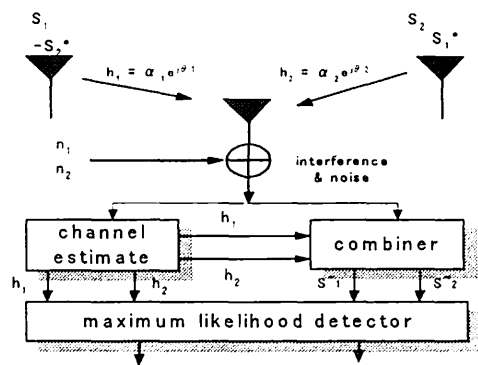 S₁
-S₂*
S₂
S₁*
h₁ = α₁e^jθ₁
h₂ = α₂e^jθ₂
n₁
n₂
interference
& noise
channel
estimate
h₁
h₂
combiner
h₁
h₂
S~₁
S~₂
maximum likelihood detector